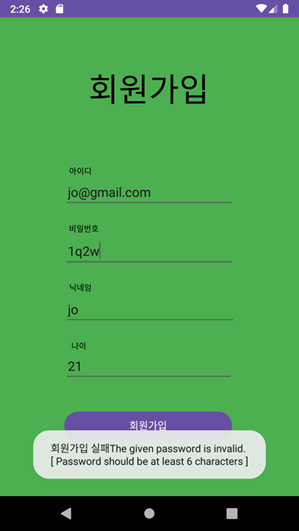 2:26
회원가입
아이디
jo@gmail.com
비밀번호
1q2w
닉네임
jo
나이
21
회원가입
회원가입 실패The given password is invalid.
[ Password should be at least 6 characters ]